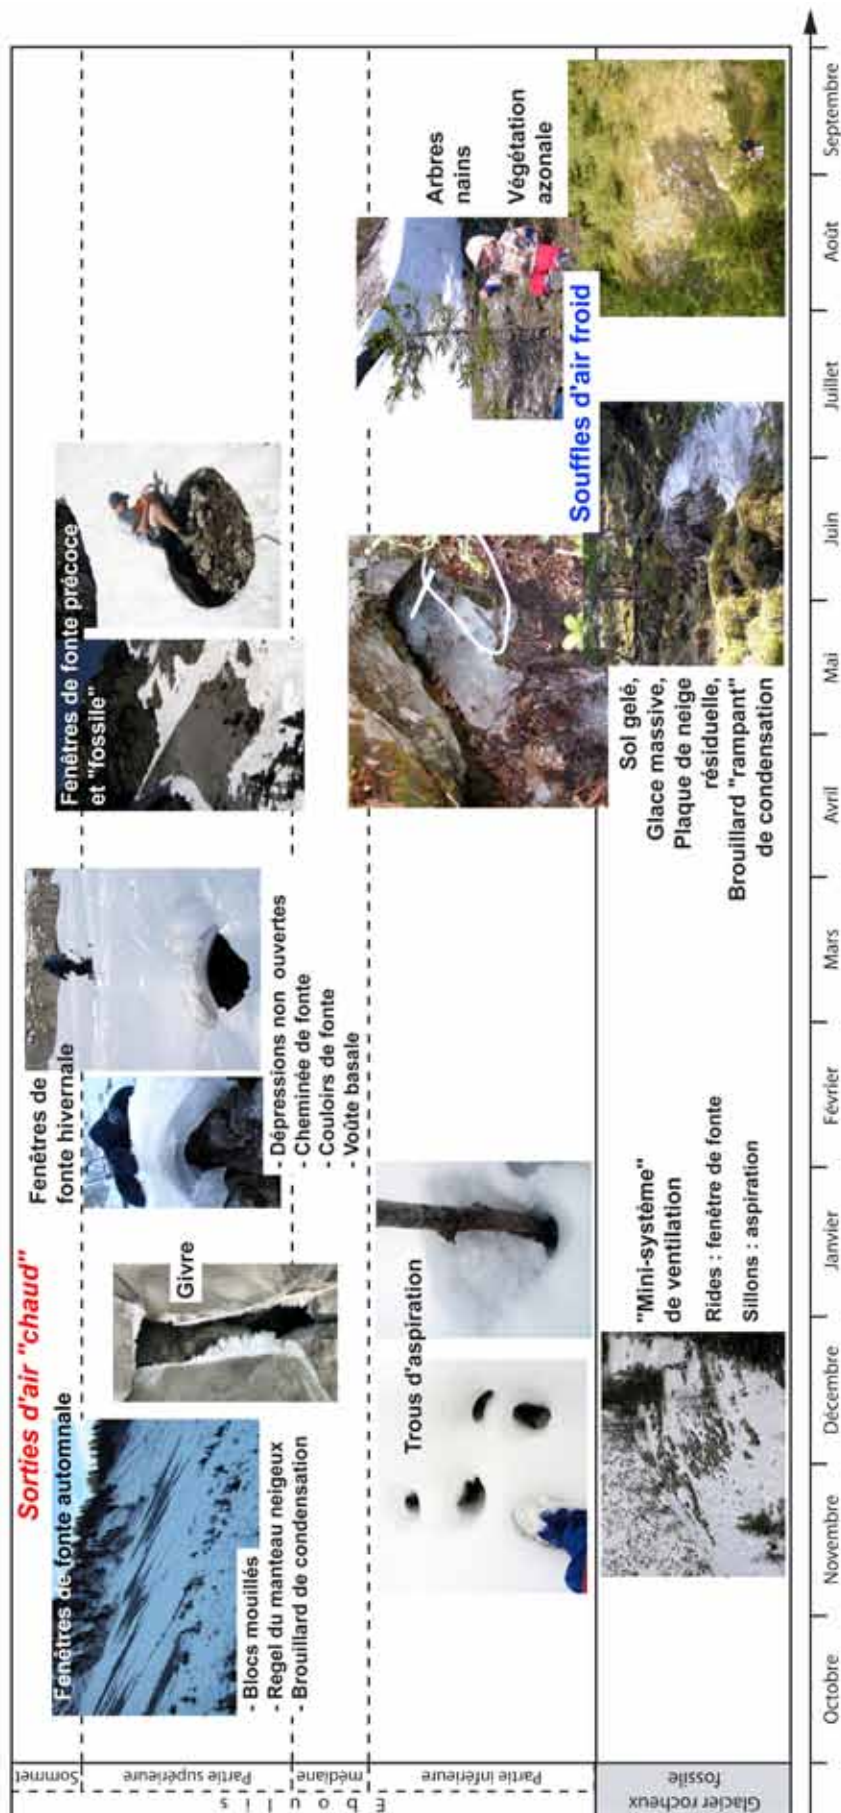 Sorties d'air "chaud"
Fenêtres de fonte automnale
- Blocs mouillés
- Regel du manteau neigeux
- Brouillard de condensation
Givre
Fenêtres de
fonte hivernale
- Dépressions non ouvertes
- Cheminée de fonte
- Couloirs de fonte
- Voûte basale
Fenêtres de fonte précoce
et "fossile"
Trous d'aspiration
Arbres
nains
Végétation
azonale
Souffles d'air froid
"Mini-système"
de ventilation
Rides : fenêtre de fonte
Sillons : aspiration
Sol gelé,
Glace massive,
Plaque de neige
résiduelle,
Brouillard "rampant"
de condensation
Eboulis
Sommet
Partie supérieure
médiane
Partie inférieure
Glacier rocheux
fossile
Octobre
Novembre
Décembre
Janvier
Février
Mars
Avril
Mai
Juin
Juillet
Août
Septembre